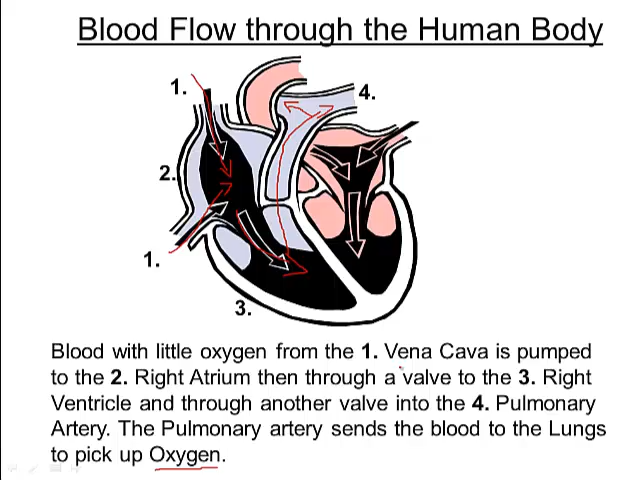 Blood Flow through the Human Body
1.
4.
2.
1.
3.
Blood with little oxygen from the 1. Vena Cava is pumped
to the 2. Right Atrium then through a valve to the 3. Right
Ventricle and through another valve into the 4. Pulmonary
Artery. The Pulmonary artery sends the blood to the Lungs
to pick up Oxygen.